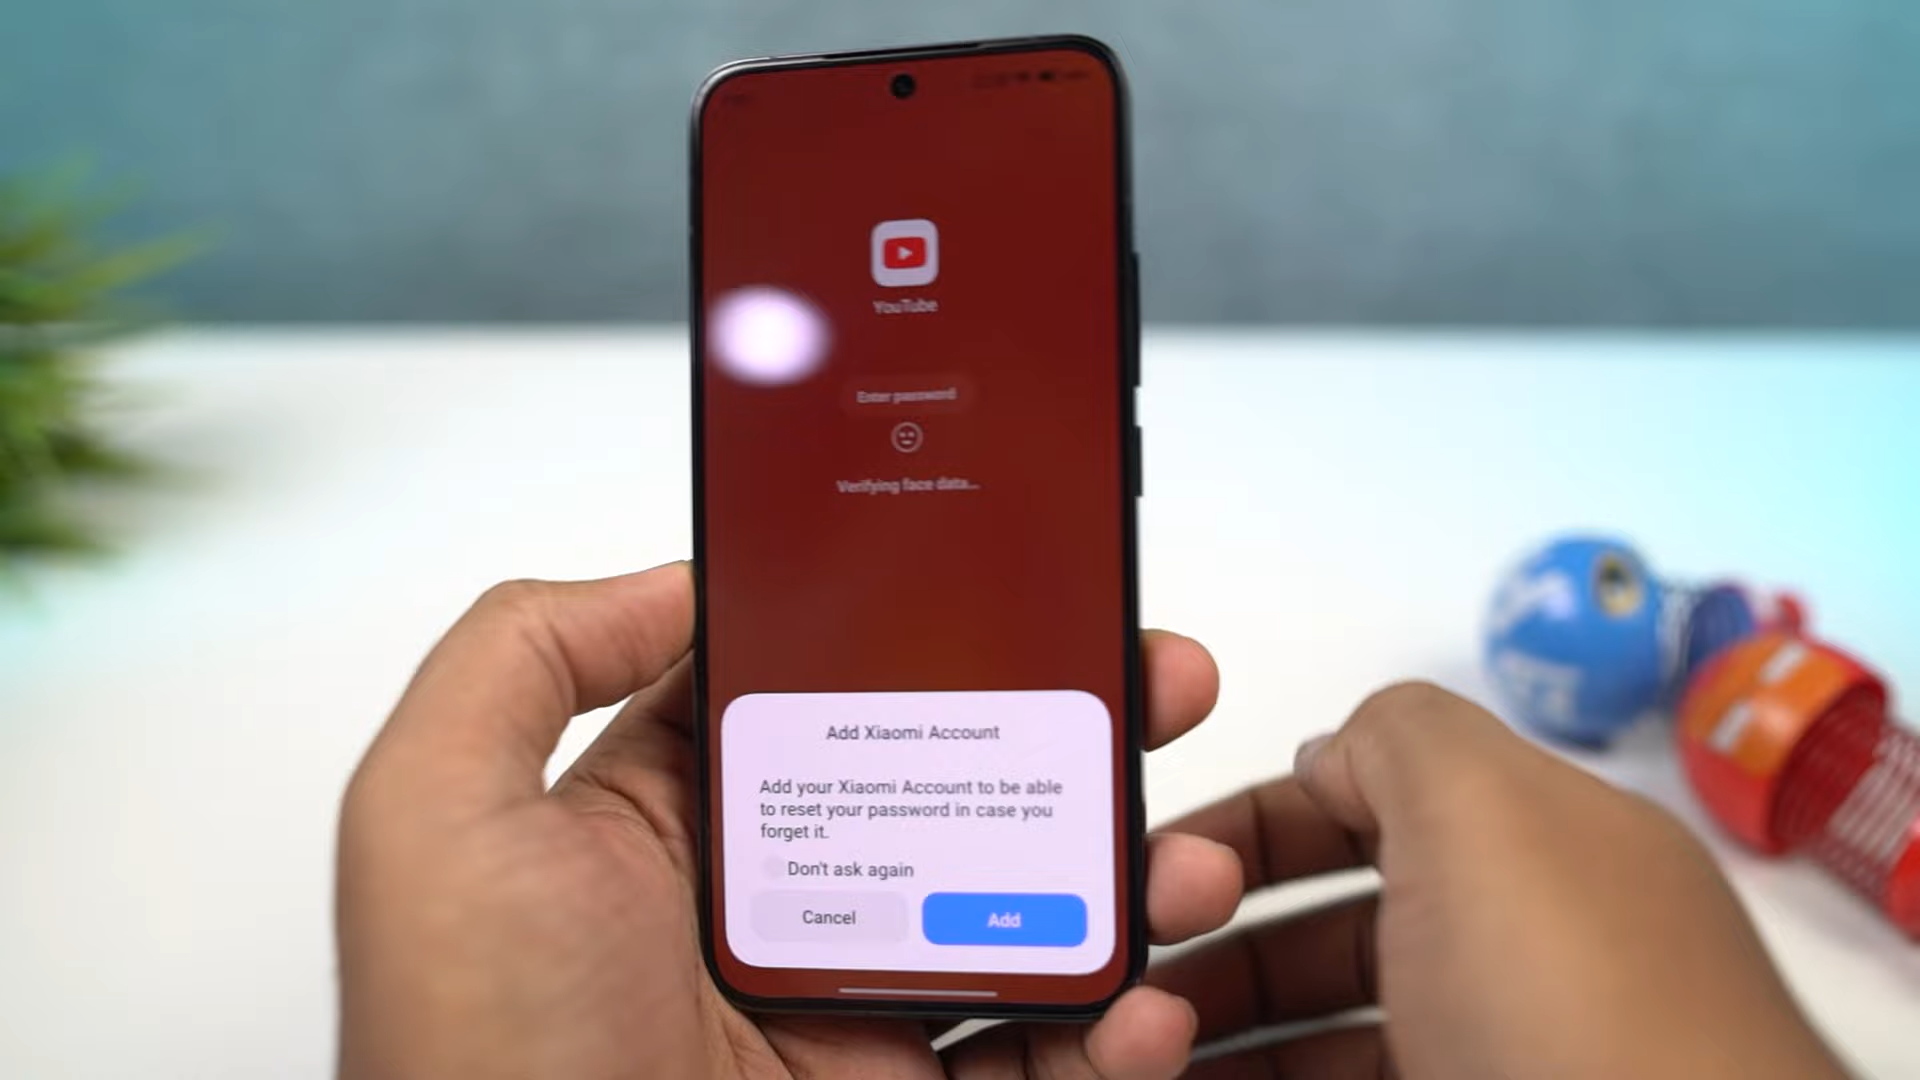 YouTube
Enter password
Verifying face data...
Add Xiaomi Account
Add your Xiaomi Account to be able
to reset your password in case you
forget it.
Don't ask again
Cancel
Add